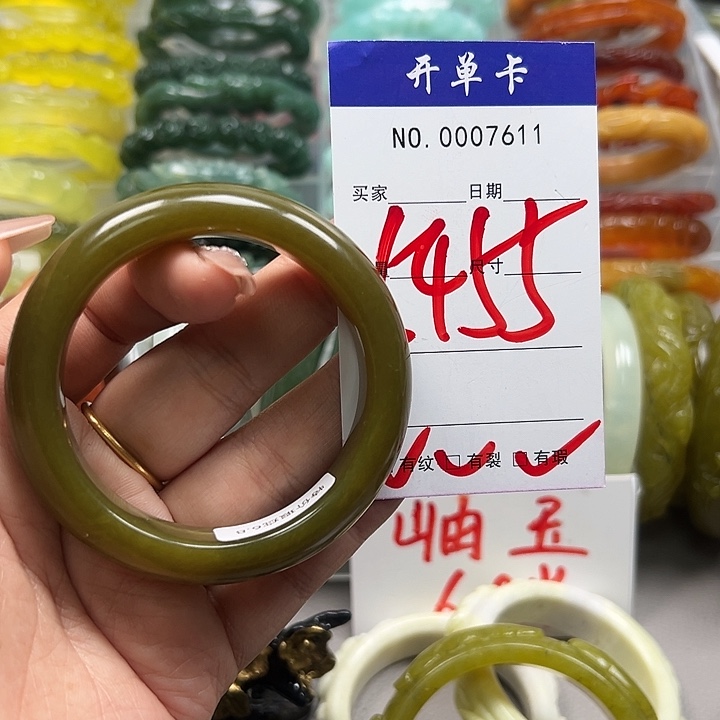 开单卡
NO.0007611
买家 日期
尺寸
455
有纹 有裂 有瑕
岫玉